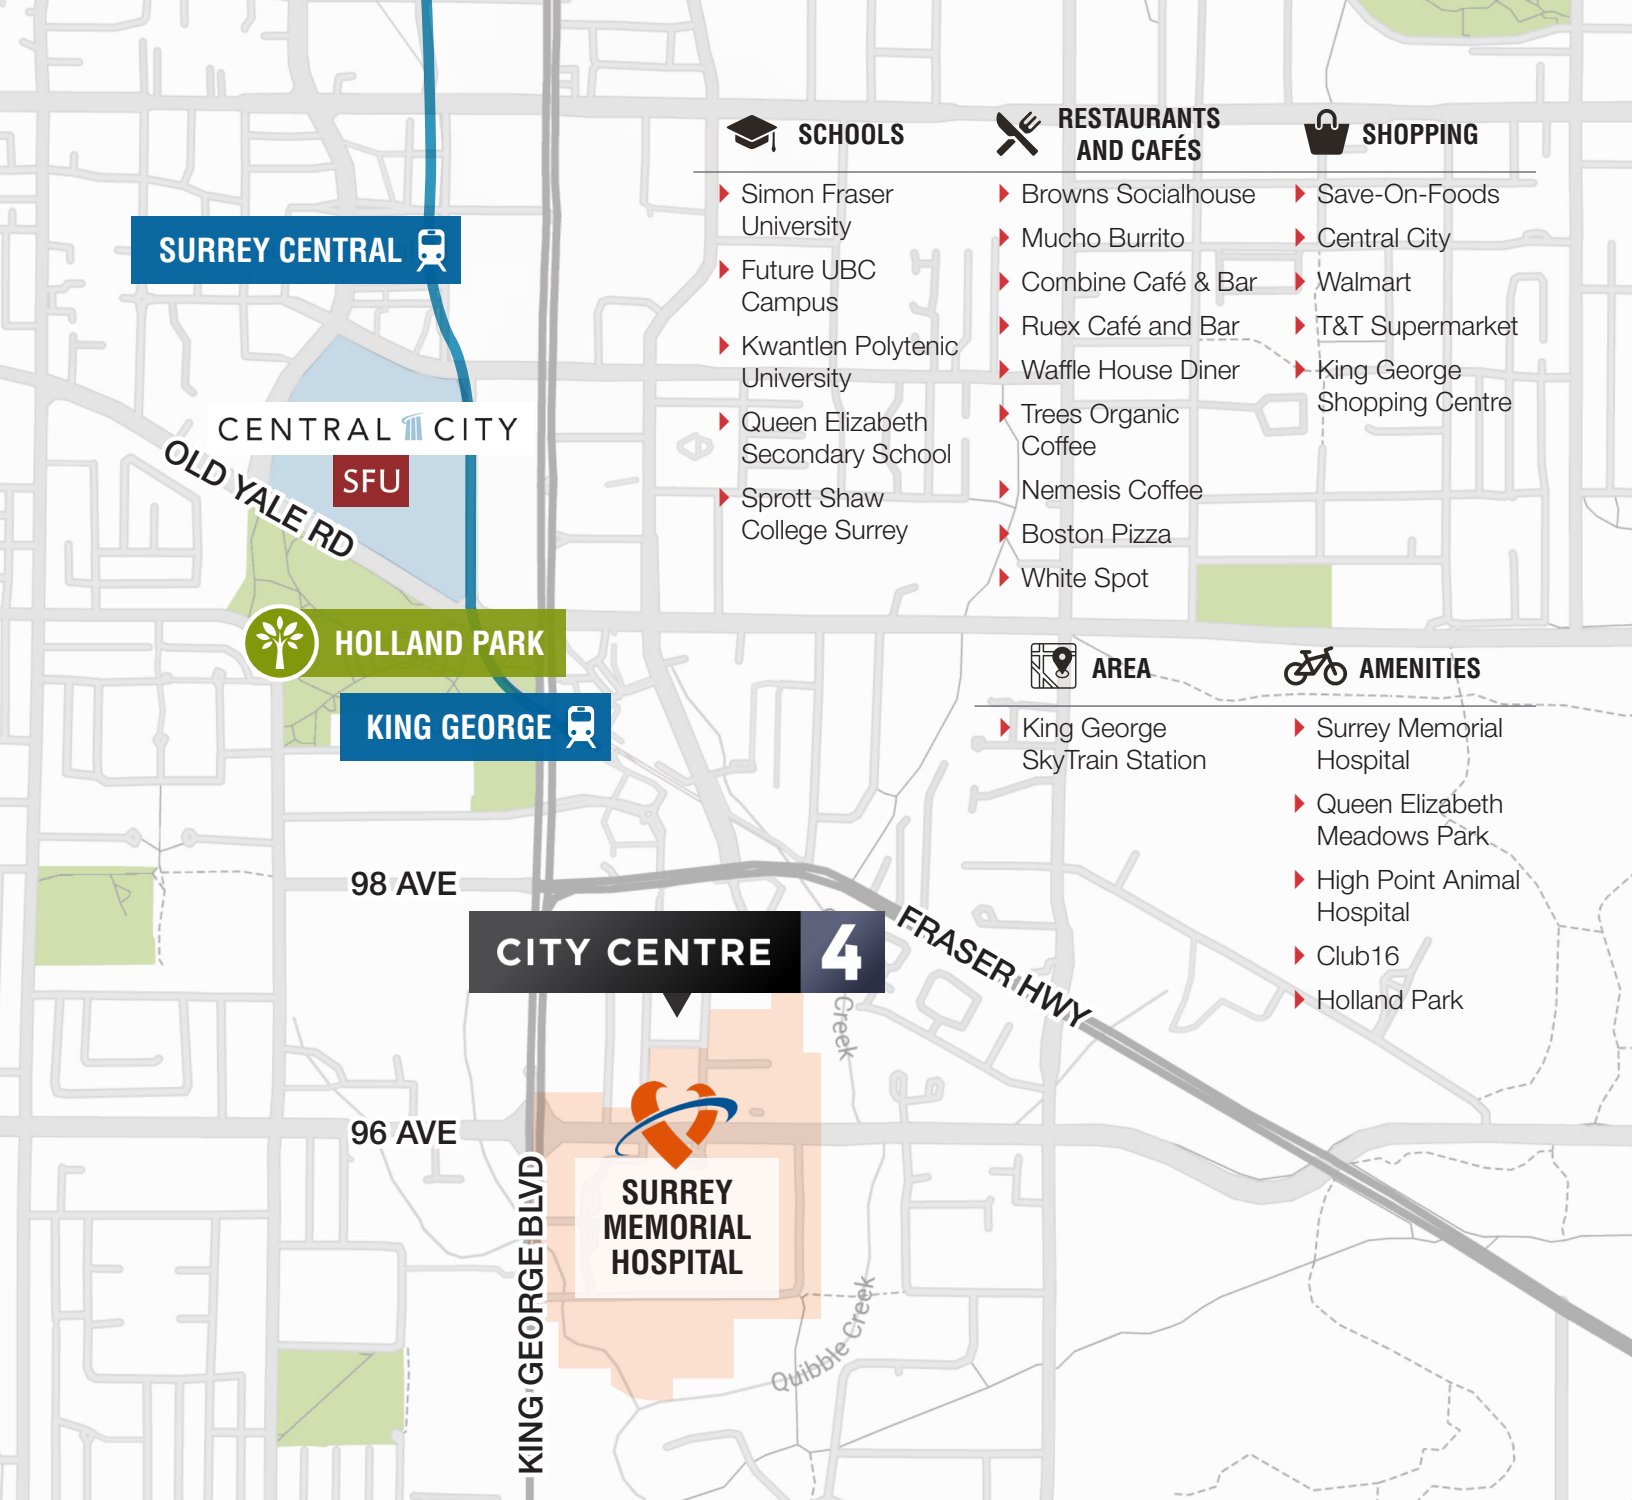 SCHOOLS
Simon Fraser
University
Future UBC
Campus
Kwantlen Polytenic
University
Queen Elizabeth
Secondary School
Sprott Shaw
College Surrey
RESTAURANTS
AND CAFÉS
Browns Socialhouse
Mucho Burrito
Combine Café & Bar
Ruex Café and Bar
Waffle House Diner
Trees Organic
Coffee
Nemesis Coffee
Boston Pizza
White Spot
SHOPPING
Save-On-Foods
Central City
Walmart
T&T Supermarket
King George
Shopping Centre
AREA
King George
SkyTrain Station
AMENITIES
Surrey Memorial
Hospital
Queen Elizabeth
Meadows Park
High Point Animal
Hospital
Club16
Holland Park
SURREY CENTRAL
CENTRAL CITY
SFU
OLD YALE RD
HOLLAND PARK
KING GEORGE
98 AVE
CITY CENTRE 4
FRASER HWY
Creek
96 AVE
SURREY
MEMORIAL
HOSPITAL
KING GEORGE BLVD
Quibble Creek